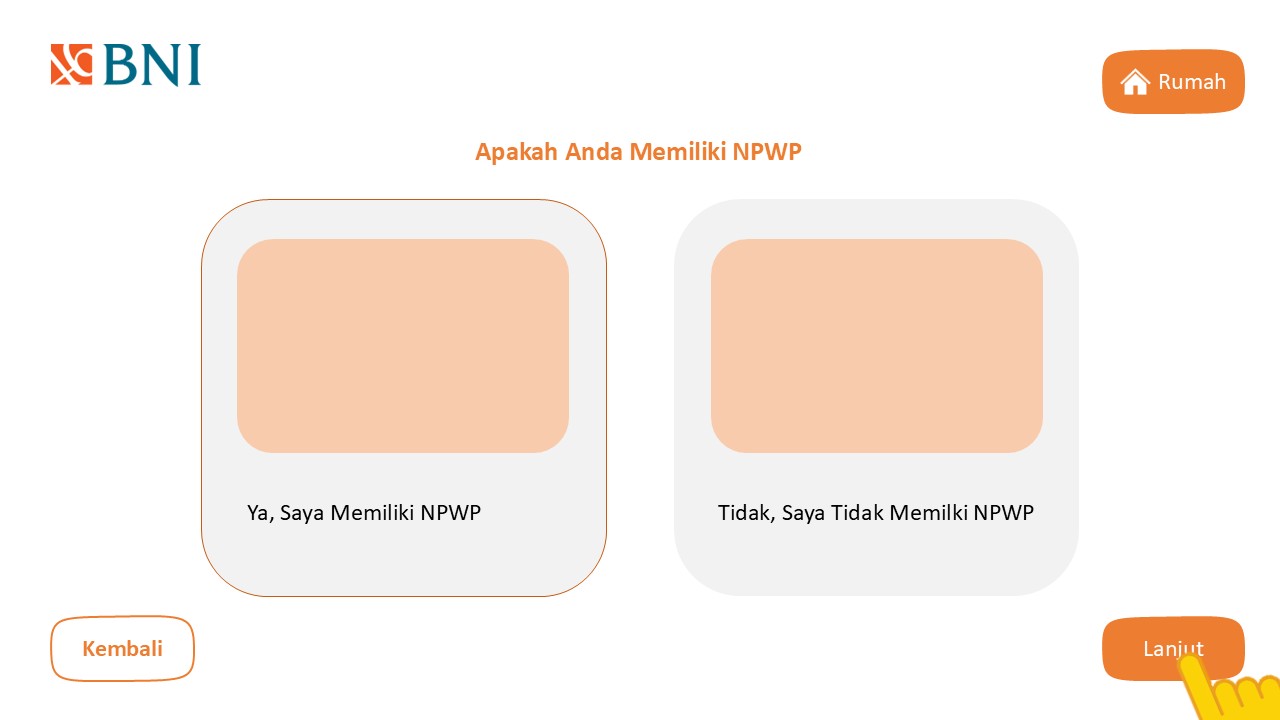 BNI
Rumah
Apakah Anda Memiliki NPWP
Ya, Saya Memiliki NPWP
Tidak, Saya Tidak Memilki NPWP
Kembali
Lanjut